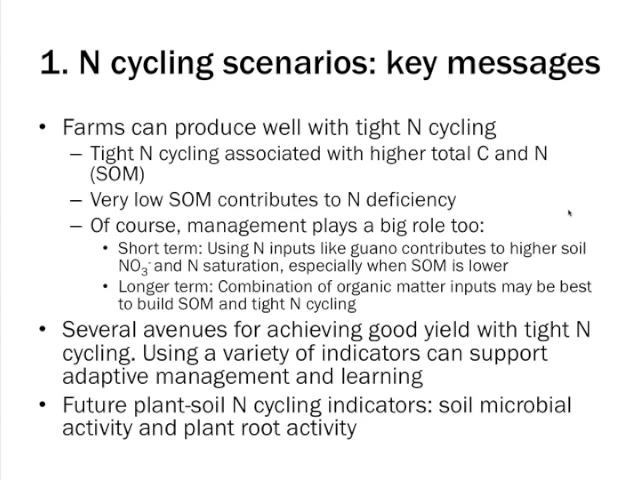 1. N cycling scenarios: key messages
• Farms can produce well with tight N cycling
– Tight N cycling associated with higher total C and N
(SOM)
– Very low SOM contributes to N deficiency
– Of course, management plays a big role too:
• Short term: Using N inputs like guano contributes to higher soil
NO3- and N saturation, especially when SOM is lower
• Longer term: Combination of organic matter inputs may be best
to build SOM and tight N cycling
• Several avenues for achieving good yield with tight N
cycling. Using a variety of indicators can support
adaptive management and learning
• Future plant-soil N cycling indicators: soil microbial
activity and plant root activity